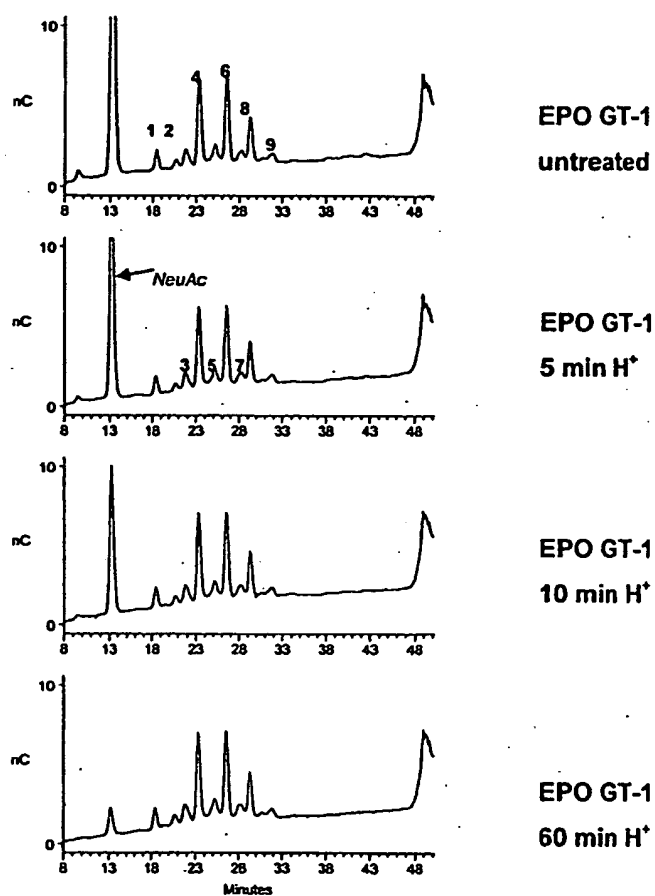 10
nC
0
1 2 4 6 8 9
8 13 18 23 28 33 38 43 48
EPO GT-1
untreated
10
nC
0
NeuAc
3 5 7
8 13 18 23 28 33 38 43 48
EPO GT-1
5 min H⁺
10
nC
0
8 13 18 23 28 33 38 43 48
EPO GT-1
10 min H⁺
10
nC
0
8 13 18 23 28 33 38 43 48
Minutes
EPO GT-1
60 min H⁺